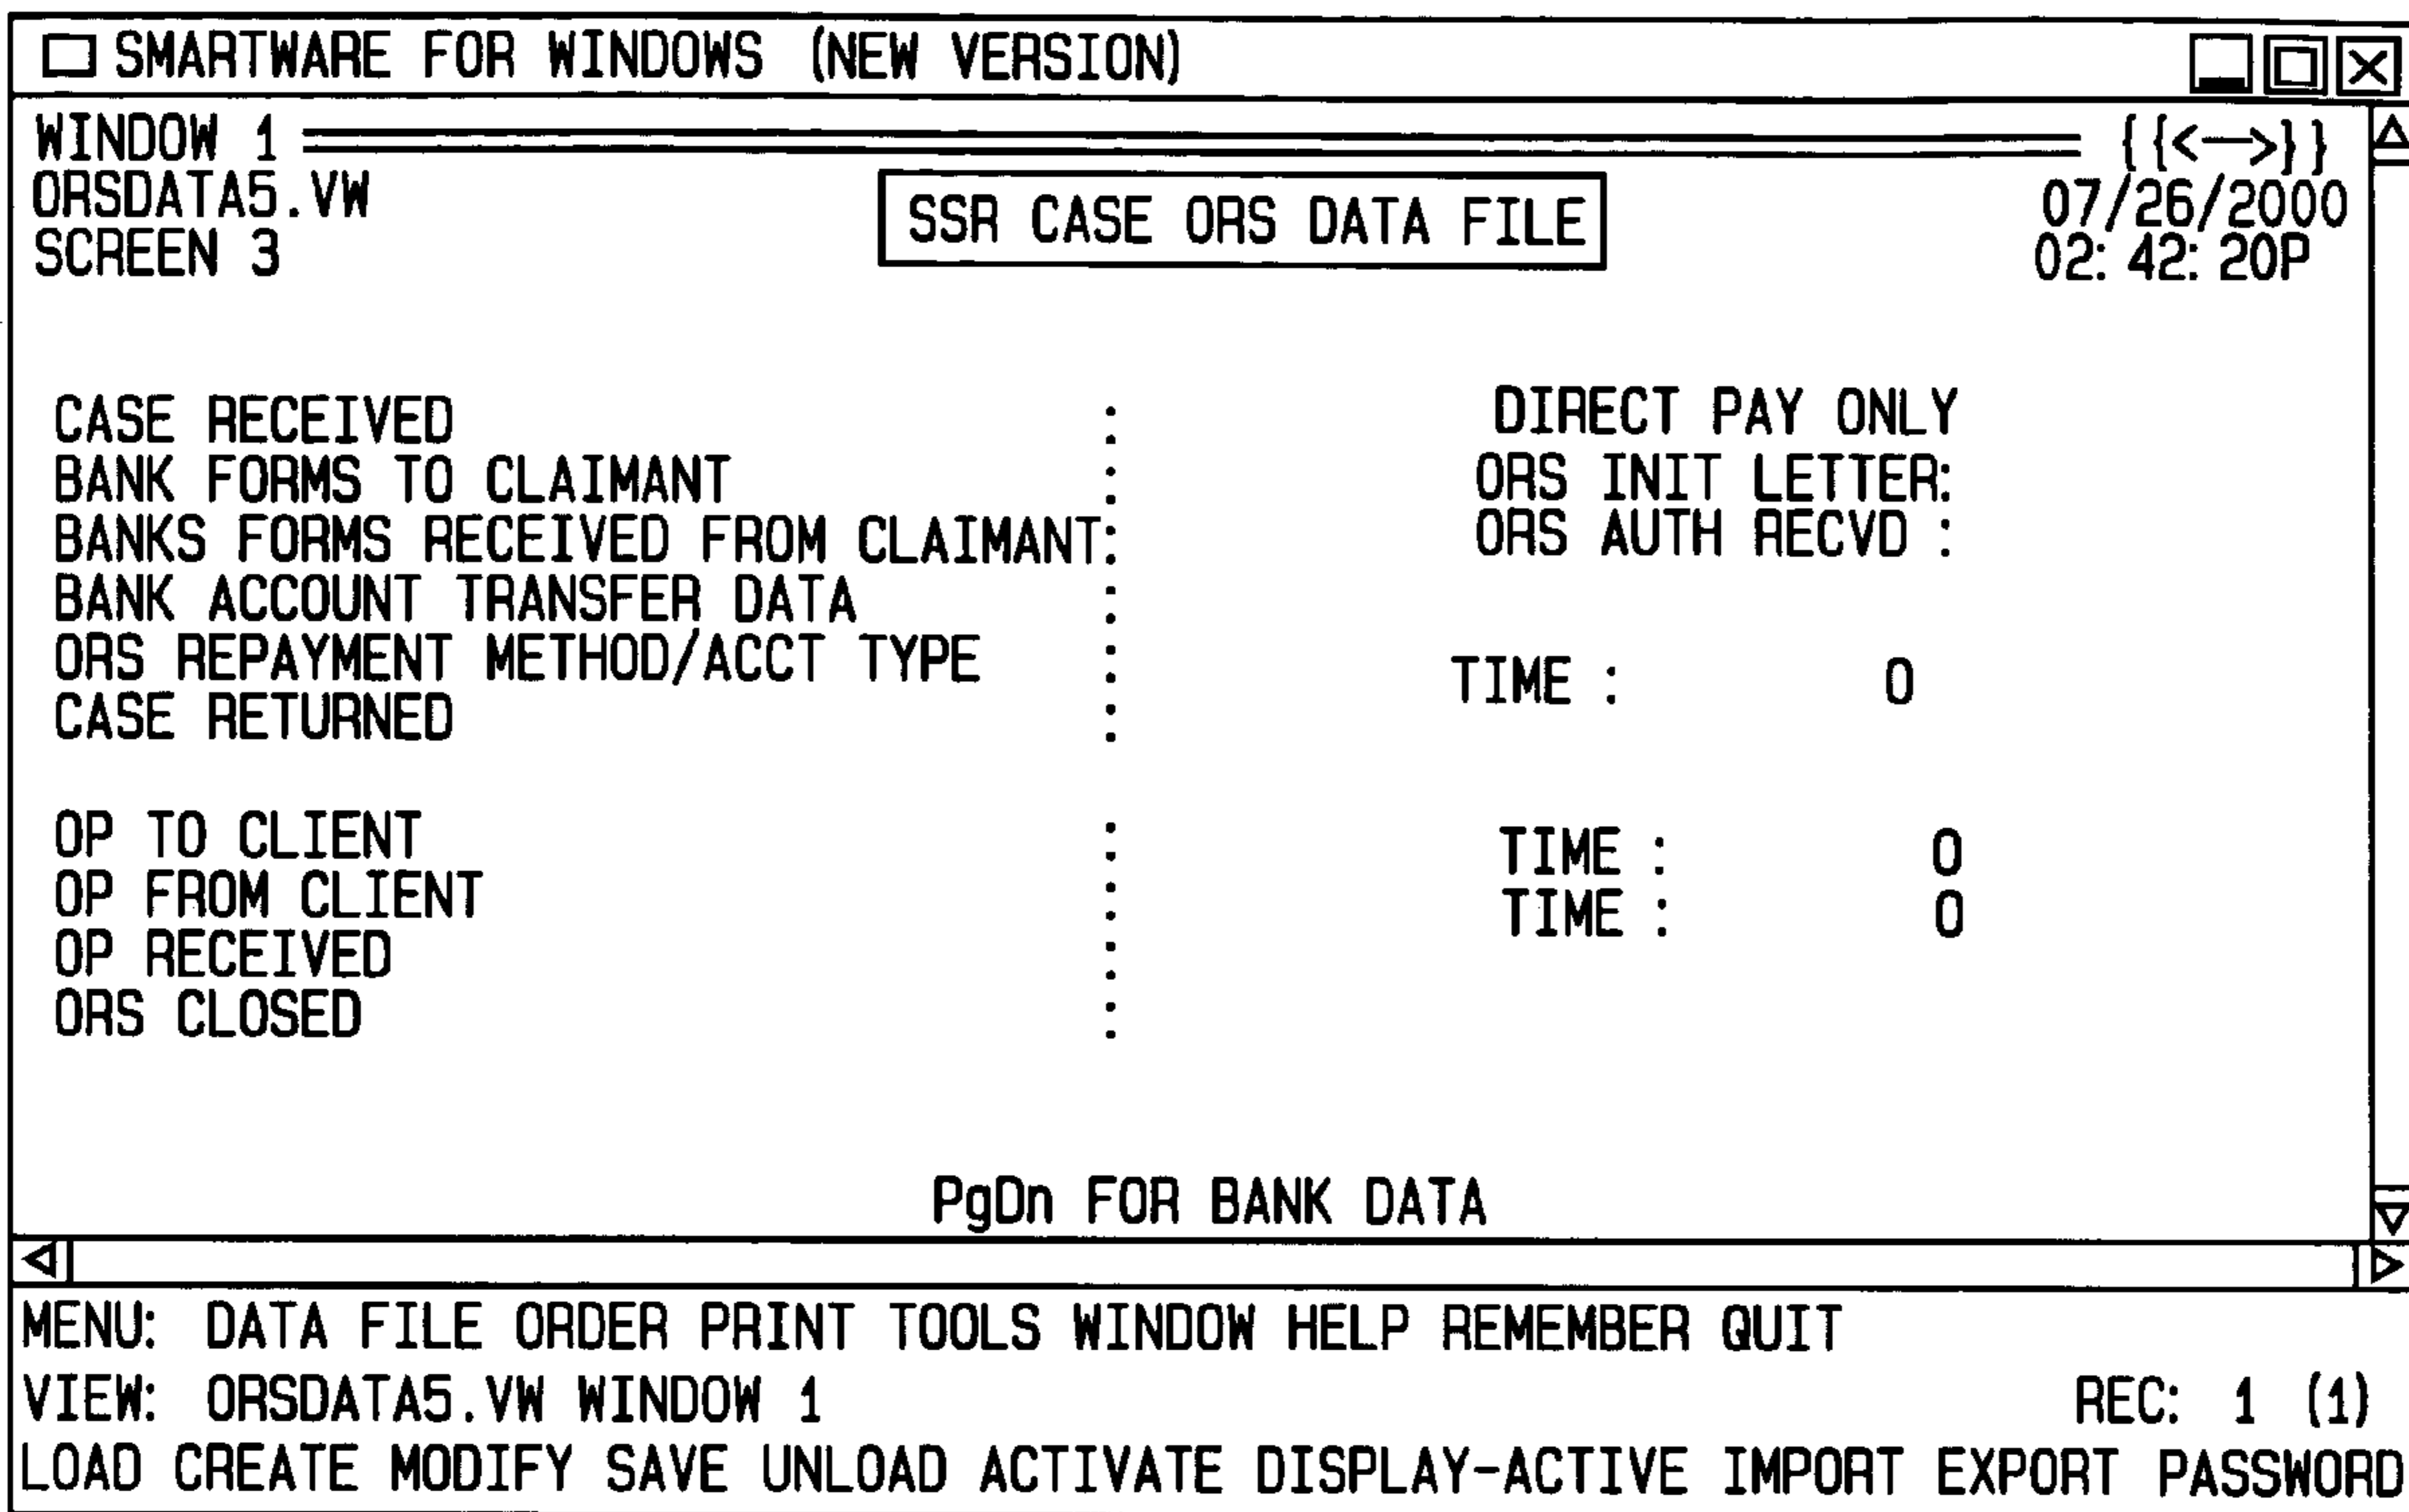 SMARTWARE FOR WINDOWS (NEW VERSION)
WINDOW 1 {{<—>}}
ORSDATA5.VW SSR CASE ORS DATA FILE 07/26/2000
SCREEN 3 02: 42: 20P
CASE RECEIVED : DIRECT PAY ONLY
BANK FORMS TO CLAIMANT : ORS INIT LETTER:
BANKS FORMS RECEIVED FROM CLAIMANT: ORS AUTH RECVD :
BANK ACCOUNT TRANSFER DATA :
ORS REPAYMENT METHOD/ACCT TYPE : TIME : 0
CASE RETURNED :
OP TO CLIENT : TIME : 0
OP FROM CLIENT : TIME : 0
OP RECEIVED :
ORS CLOSED :
PgDn FOR BANK DATA
MENU: DATA FILE ORDER PRINT TOOLS WINDOW HELP REMEMBER QUIT
VIEW: ORSDATA5.VW WINDOW 1 REC: 1 (1)
LOAD CREATE MODIFY SAVE UNLOAD ACTIVATE DISPLAY-ACTIVE IMPORT EXPORT PASSWORD